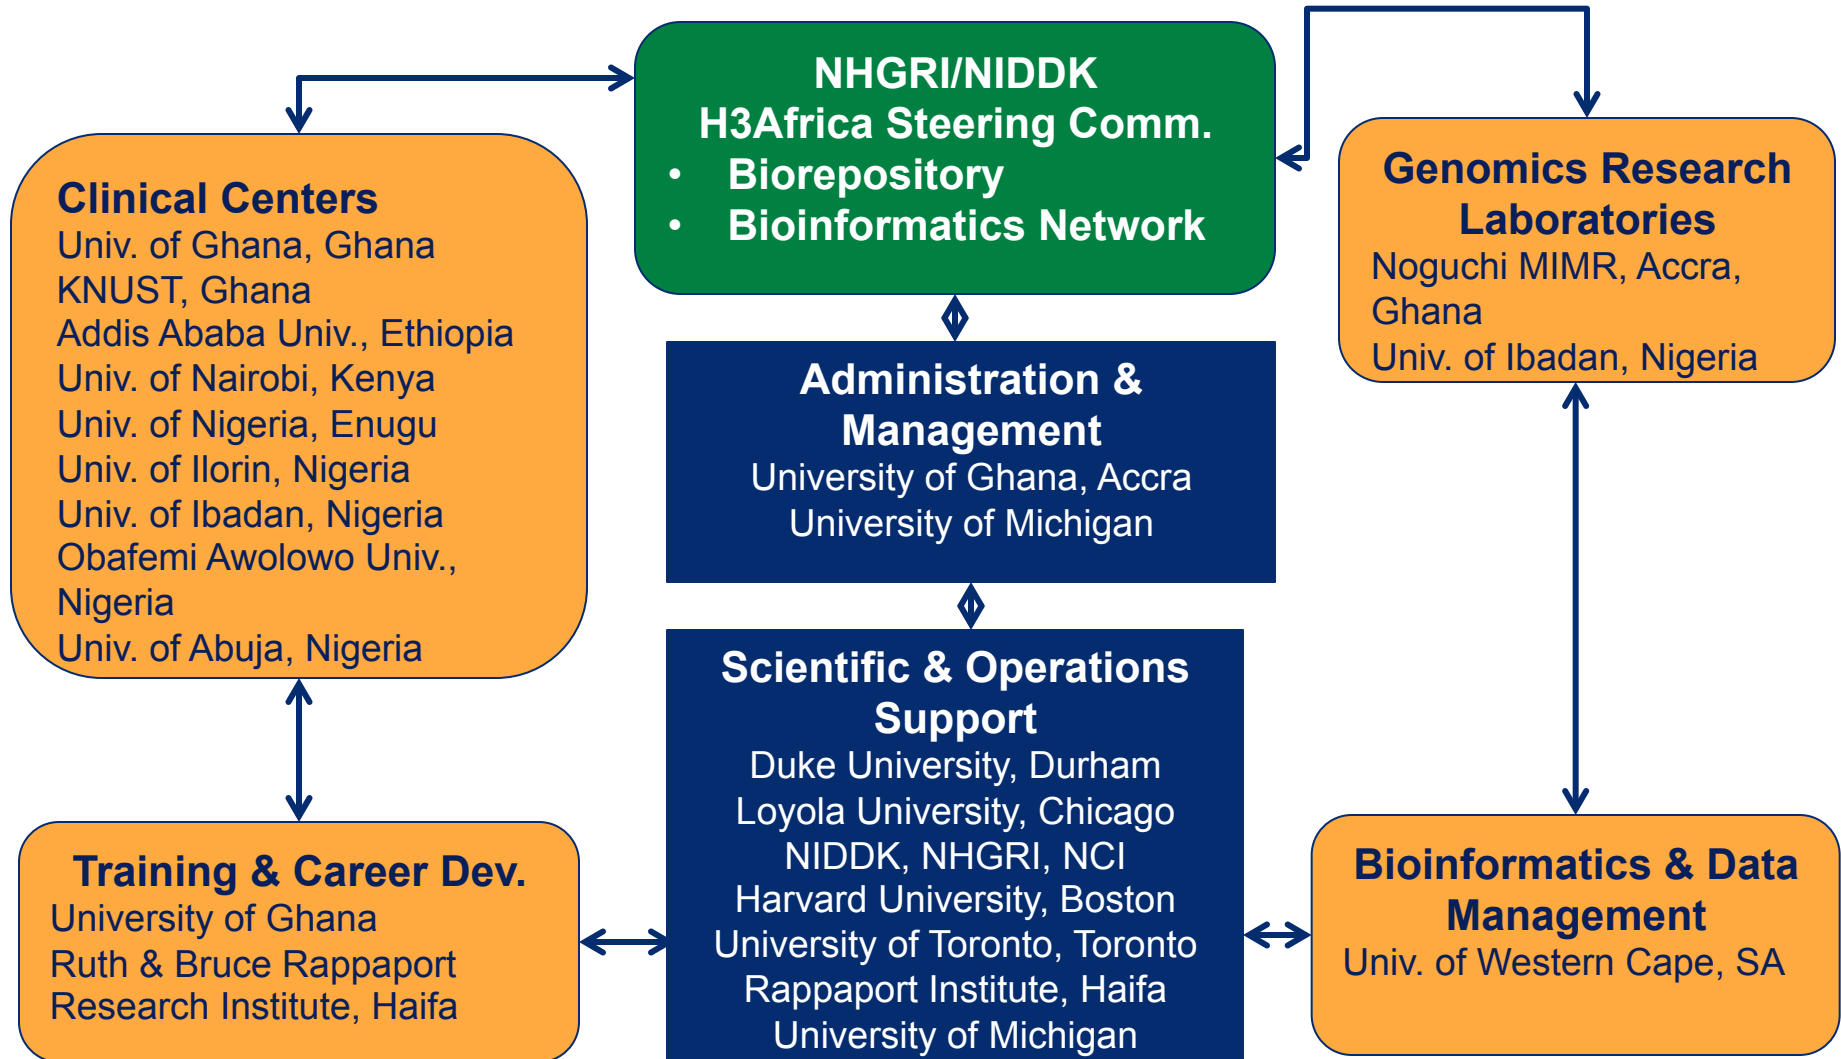 NHGRI/NIDDK
H3Africa Steering Comm.
• Biorepository
• Bioinformatics Network
Clinical Centers
Univ. of Ghana, Ghana
KNUST, Ghana
Addis Ababa Univ., Ethiopia
Univ. of Nairobi, Kenya
Univ. of Nigeria, Enugu
Univ. of Ilorin, Nigeria
Univ. of Ibadan, Nigeria
Obafemi Awolowo Univ.,
Nigeria
Univ. of Abuja, Nigeria
Genomics Research
Laboratories
Noguchi MIMR, Accra,
Ghana
Univ. of Ibadan, Nigeria
Administration &
Management
University of Ghana, Accra
University of Michigan
Scientific & Operations
Support
Duke University, Durham
Loyola University, Chicago
NIDDK, NHGRI, NCI
Harvard University, Boston
University of Toronto, Toronto
Rappaport Institute, Haifa
University of Michigan
Training & Career Dev.
University of Ghana
Ruth & Bruce Rappaport
Research Institute, Haifa
Bioinformatics & Data
Management
Univ. of Western Cape, SA